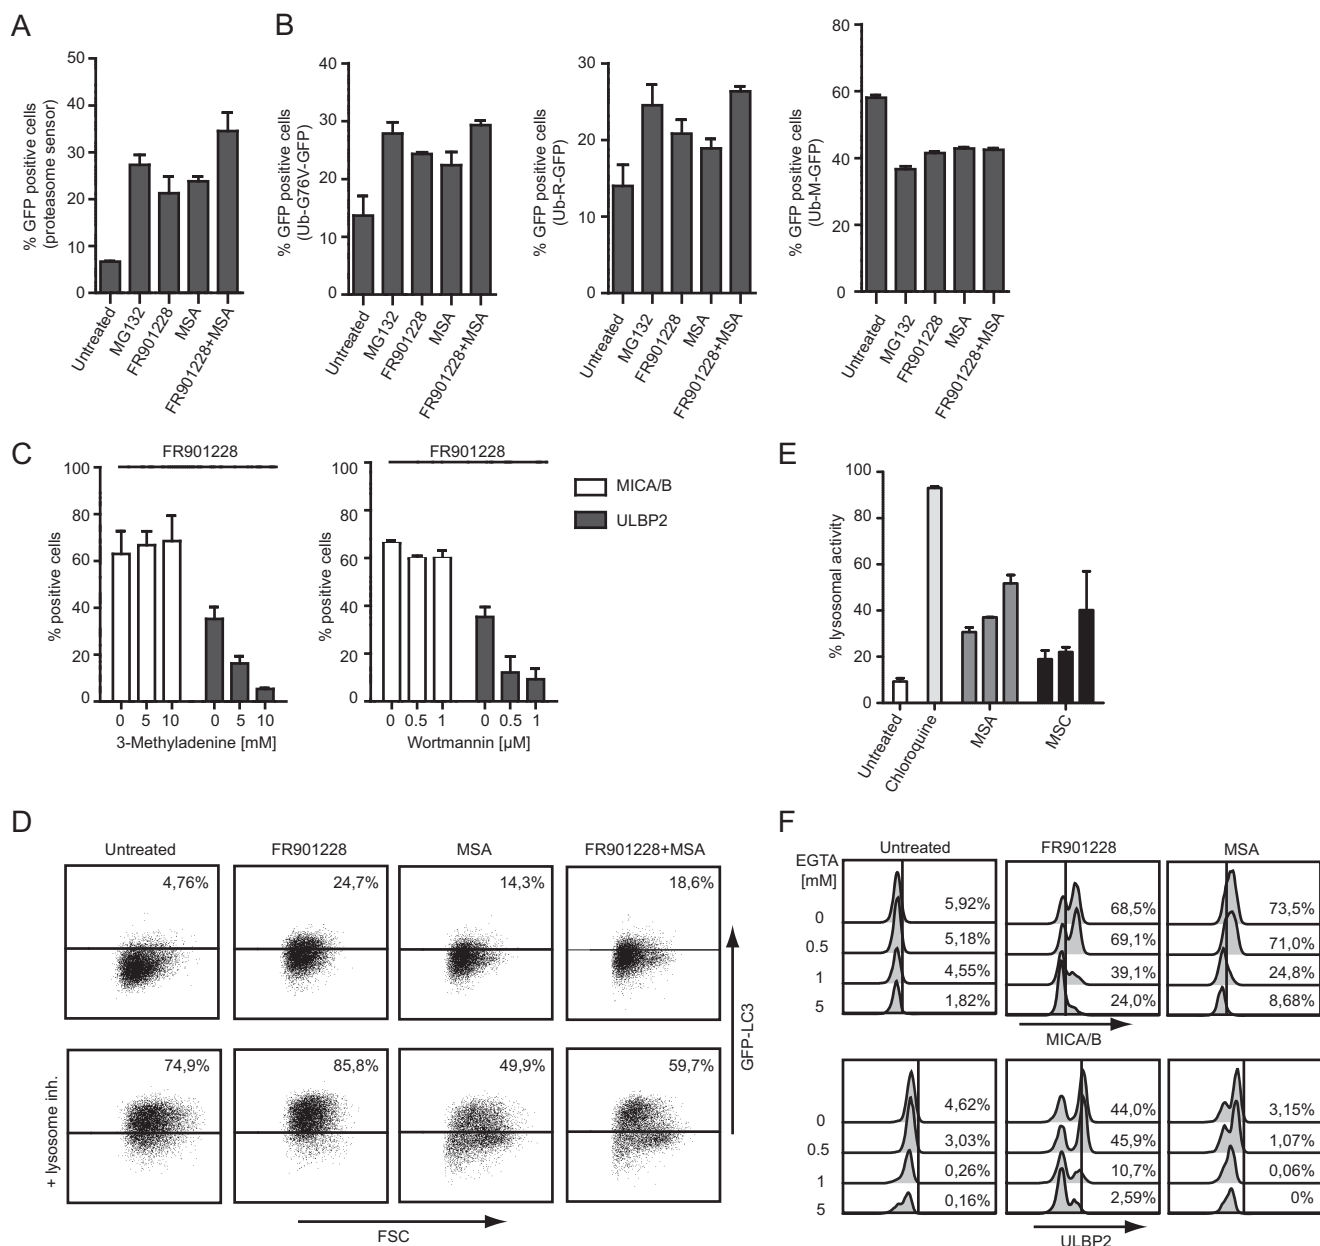 A
B
50
40
30
20
10
0
% GFP positive cells
(proteasome sensor)
Untreated
MG132
FR901228
MSA
FR901228+MSA
40
30
20
10
0
% GFP positive cells
(Ub-G76V-GFP)
Untreated
MG132
FR901228
MSA
FR901228+MSA
30
20
10
0
% GFP positive cells
(Ub-R-GFP)
Untreated
MG132
FR901228
MSA
FR901228+MSA
80
60
40
20
0
% GFP positive cells
(Ub-M-GFP)
Untreated
MG132
FR901228
MSA
FR901228+MSA
C
FR901228
100
80
60
40
20
0
% positive cells
0 5 10 0 5 10
3-Methyladenine [mM]
FR901228
100
80
60
40
20
0
% positive cells
0 0.5 1 0 0.5 1
Wortmannin [µM]
MICA/B
ULBP2
E
100
80
60
40
20
0
% lysosomal activity
Untreated
Chloroquine
MSA
MSC
D
Untreated FR901228 MSA FR901228+MSA
4,76% 24,7% 14,3% 18,6%
+ lysosome inh.
74,9% 85,8% 49,9% 59,7%
GFP-LC3
FSC
F
Untreated FR901228 MSA
EGTA
[mM]
0 5,92% 68,5% 73,5%
0.5 5,18% 69,1% 71,0%
1 4,55% 39,1% 24,8%
5 1,82% 24,0% 8,68%
MICA/B
0 4,62% 44,0% 3,15%
0.5 3,03% 45,9% 1,07%
1 0,26% 10,7% 0,06%
5 0,16% 2,59% 0%
ULBP2